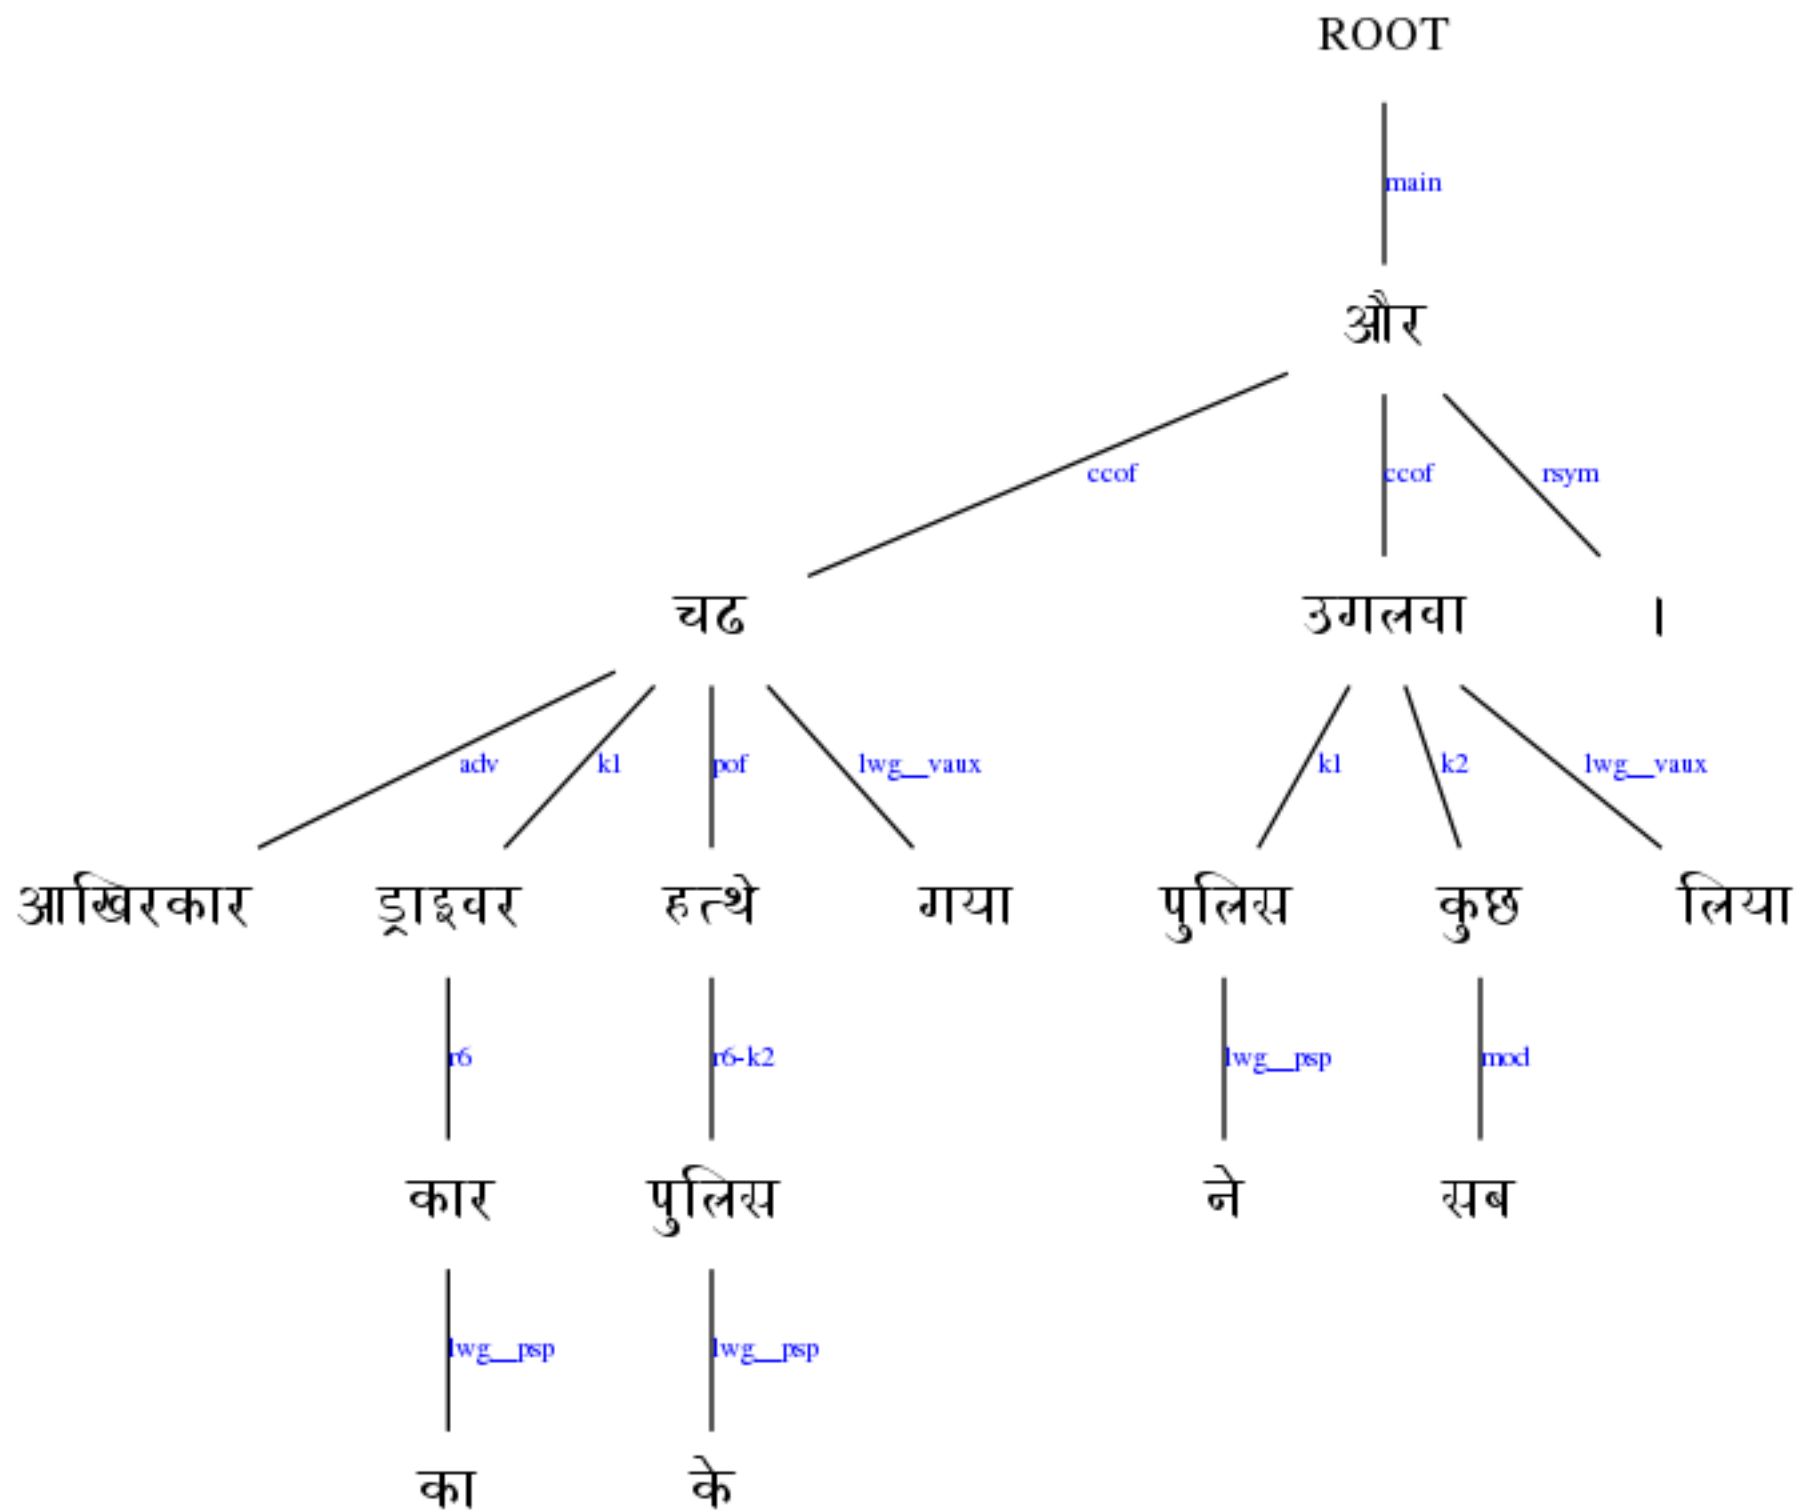 ROOT
main
और
ccof ccof rsym
चढ उगलवा ।
adv k1 pof lwg__vaux k1 k2 lwg__vaux
आखिरकार ड्राइवर हत्थे गया पुलिस कुछ लिया
r6 r6-k2 lwg__psp mod
कार पुलिस ने सब
lwg__psp lwg__psp
का के